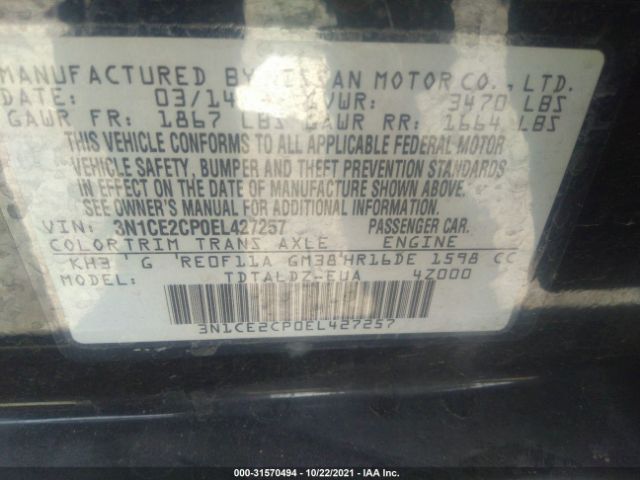 MANUFACTURED BY NISSAN MOTOR CO., LTD.
DATE: 03/14 GVWR: 3470 LBS
GAWR FR: 1867 LBS GAWR RR: 1664 LBS
THIS VEHICLE CONFORMS TO ALL APPLICABLE FEDERAL MOTOR
VEHICLE SAFETY, BUMPER AND THEFT PREVENTION STANDARDS
IN EFFECT ON THE DATE OF MANUFACTURE SHOWN ABOVE.
SEE OWNER'S MANUAL FOR ADDITIONAL INFORMATION.
VIN: 3N1CE2CP0EL427257 PASSENGER CAR.
COLOR TRIM TRANS AXLE ENGINE
KH3 G RE0F11A GM38 HR16DE 1598 CC
MODEL: TDTALDZ-EUA 4Z000
3N1CE2CP0EL427257
000-31570494 - 10/22/2021 - IAA Inc.